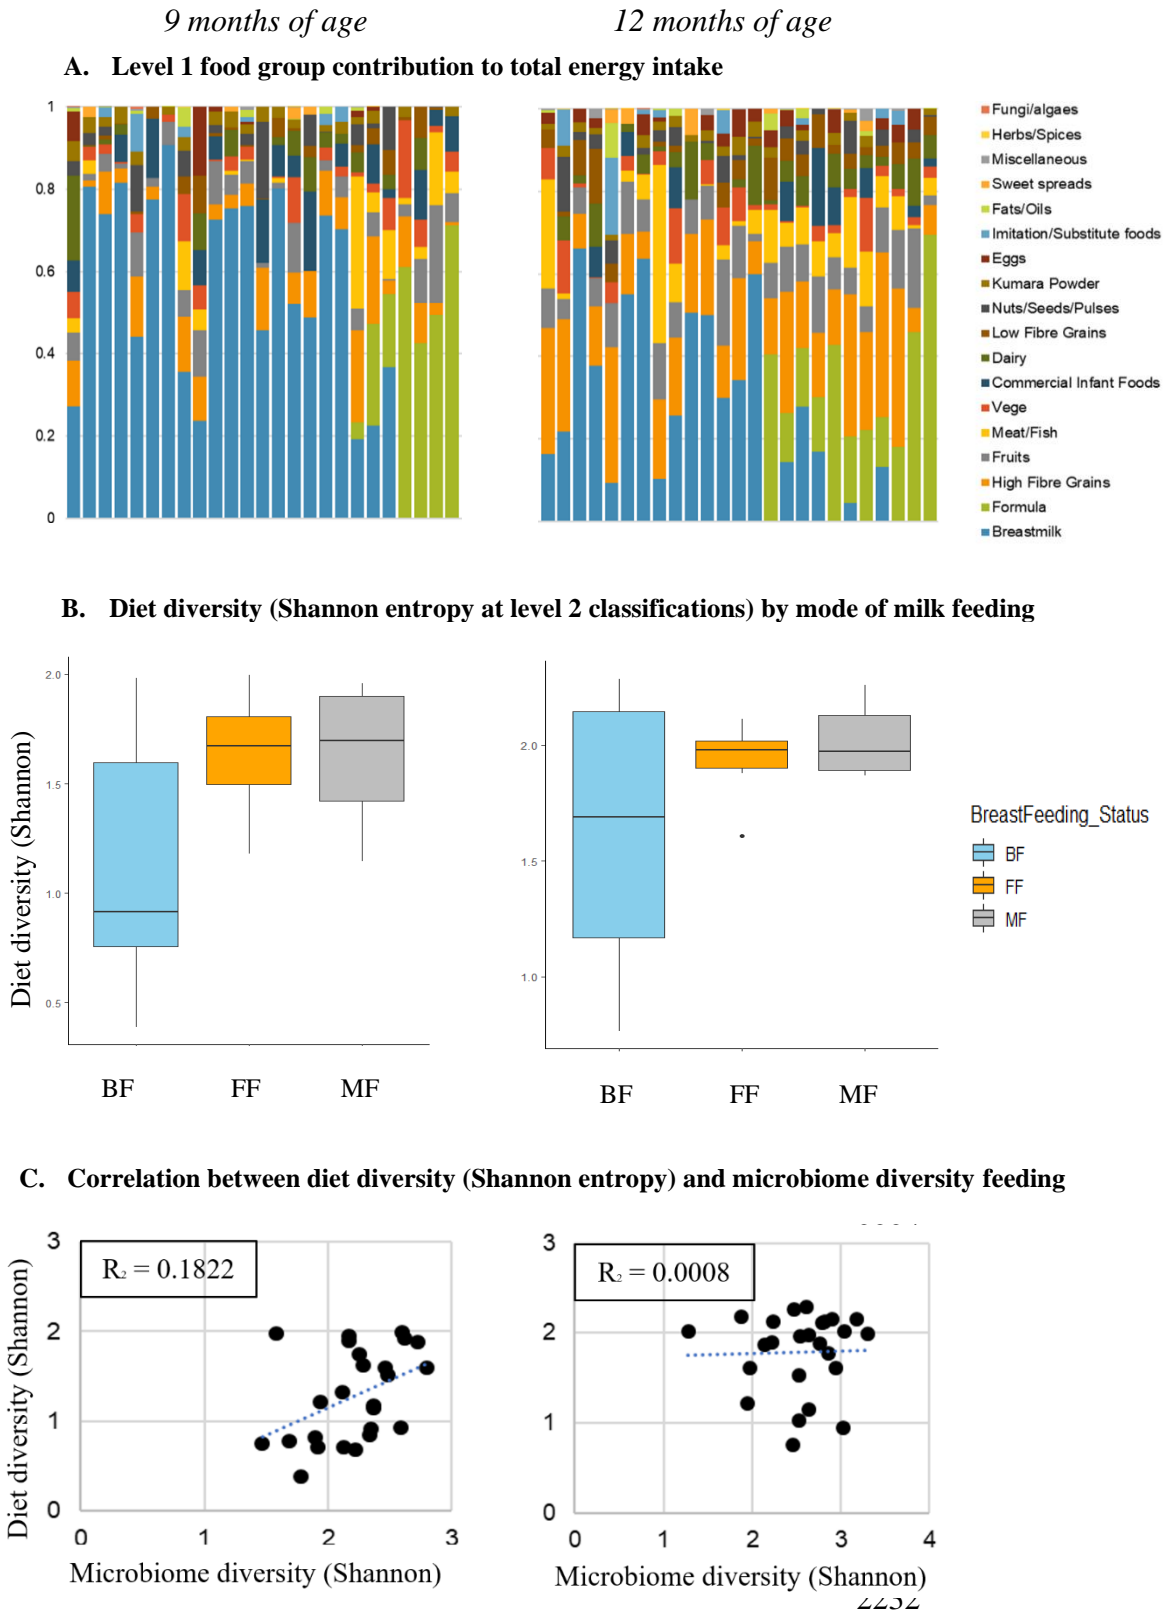 9 months of age
12 months of age
A. Level 1 food group contribution to total energy intake
1
0.8
0.6
0.4
0.2
0
Fungi/algaes
Herbs/Spices
Miscellaneous
Sweet spreads
Fats/Oils
Imitation/Substitute foods
Eggs
Kumara Powder
Nuts/Seeds/Pulses
Low Fibre Grains
Dairy
Commercial Infant Foods
Vege
Meat/Fish
Fruits
High Fibre Grains
Formula
Breastmilk
B. Diet diversity (Shannon entropy at level 2 classifications) by mode of milk feeding
Diet diversity (Shannon)
2.0
1.5
1.0
0.5
BF FF MF
2.0
1.5
1.0
BF FF MF
BreastFeeding_Status
BF
FF
MF
C. Correlation between diet diversity (Shannon entropy) and microbiome diversity feeding
Diet diversity (Shannon)
3
2
1
0
R₂ = 0.1822
0 1 2 3
Microbiome diversity (Shannon)
3
2
1
0
R₂ = 0.0008
0 1 2 3 4
Microbiome diversity (Shannon)